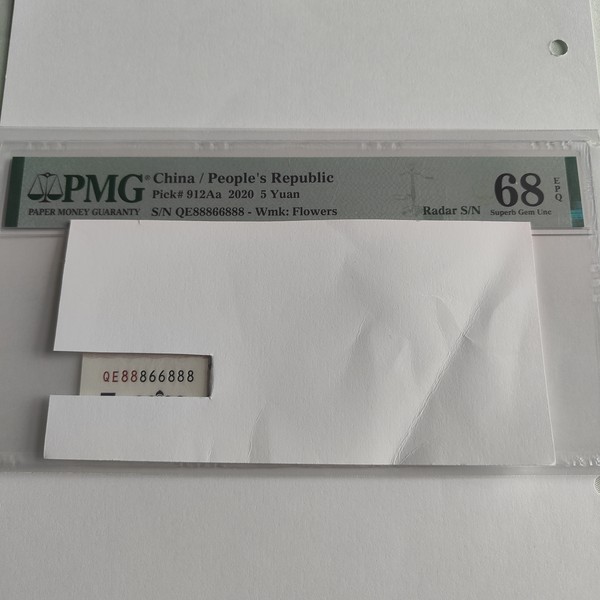 PMG® China / People's Republic
PAPER MONEY GUARANTY
Pick# 912Aa 2020 5 Yuan
S/N QE88866888 - Wmk: Flowers
Radar S/N
68 EPQ
Superb Gem Unc
QE88866888